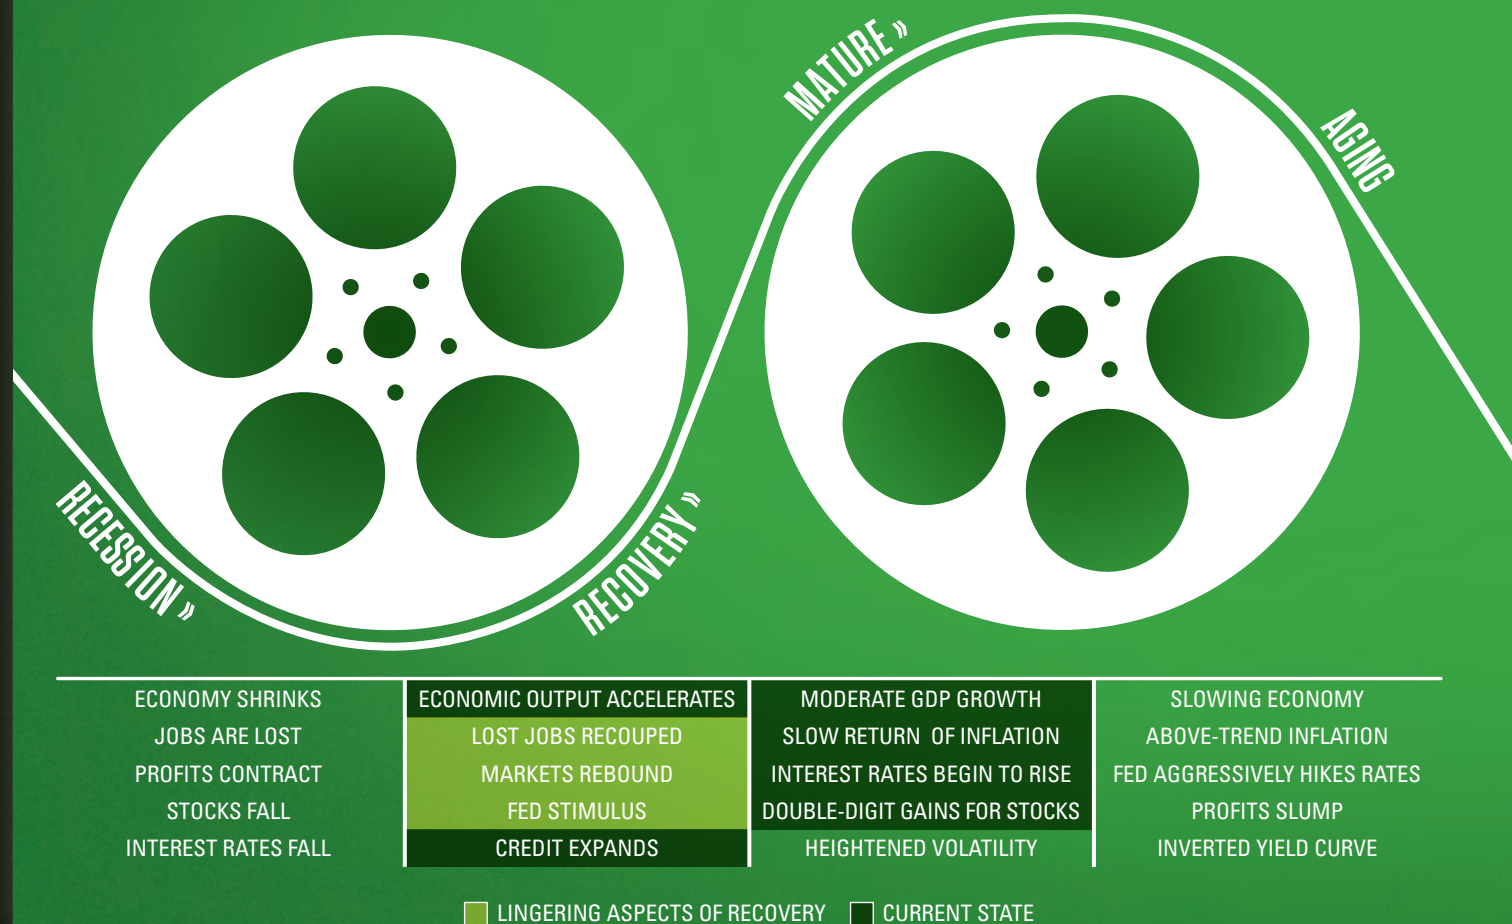 MATURE »
AGING
RECESSION »
RECOVERY »
ECONOMY SHRINKS
JOBS ARE LOST
PROFITS CONTRACT
STOCKS FALL
INTEREST RATES FALL
ECONOMIC OUTPUT ACCELERATES
LOST JOBS RECOUPED
MARKETS REBOUND
FED STIMULUS
CREDIT EXPANDS
MODERATE GDP GROWTH
SLOW RETURN OF INFLATION
INTEREST RATES BEGIN TO RISE
DOUBLE-DIGIT GAINS FOR STOCKS
HEIGHTENED VOLATILITY
SLOWING ECONOMY
ABOVE-TREND INFLATION
FED AGGRESSIVELY HIKES RATES
PROFITS SLUMP
INVERTED YIELD CURVE
LINGERING ASPECTS OF RECOVERY
CURRENT STATE